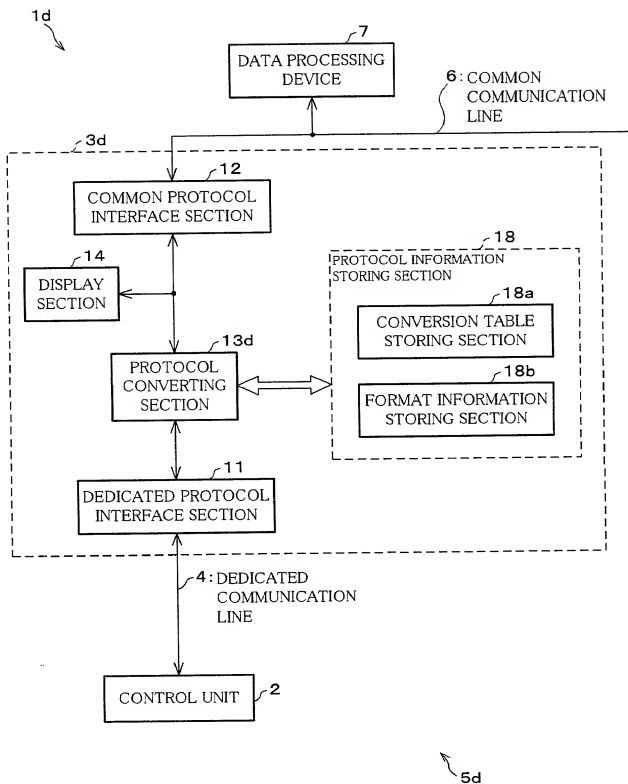 1d
7
DATA PROCESSING
DEVICE
6: COMMON
COMMUNICATION
LINE
3d
12
COMMON PROTOCOL
INTERFACE SECTION
18
PROTOCOL INFORMATION
STORING SECTION
14
DISPLAY
SECTION
18a
CONVERSION TABLE
STORING SECTION
13d
PROTOCOL
CONVERTING
SECTION
18b
FORMAT INFORMATION
STORING SECTION
11
DEDICATED PROTOCOL
INTERFACE SECTION
4: DEDICATED
COMMUNICATION
LINE
CONTROL UNIT
2
5d